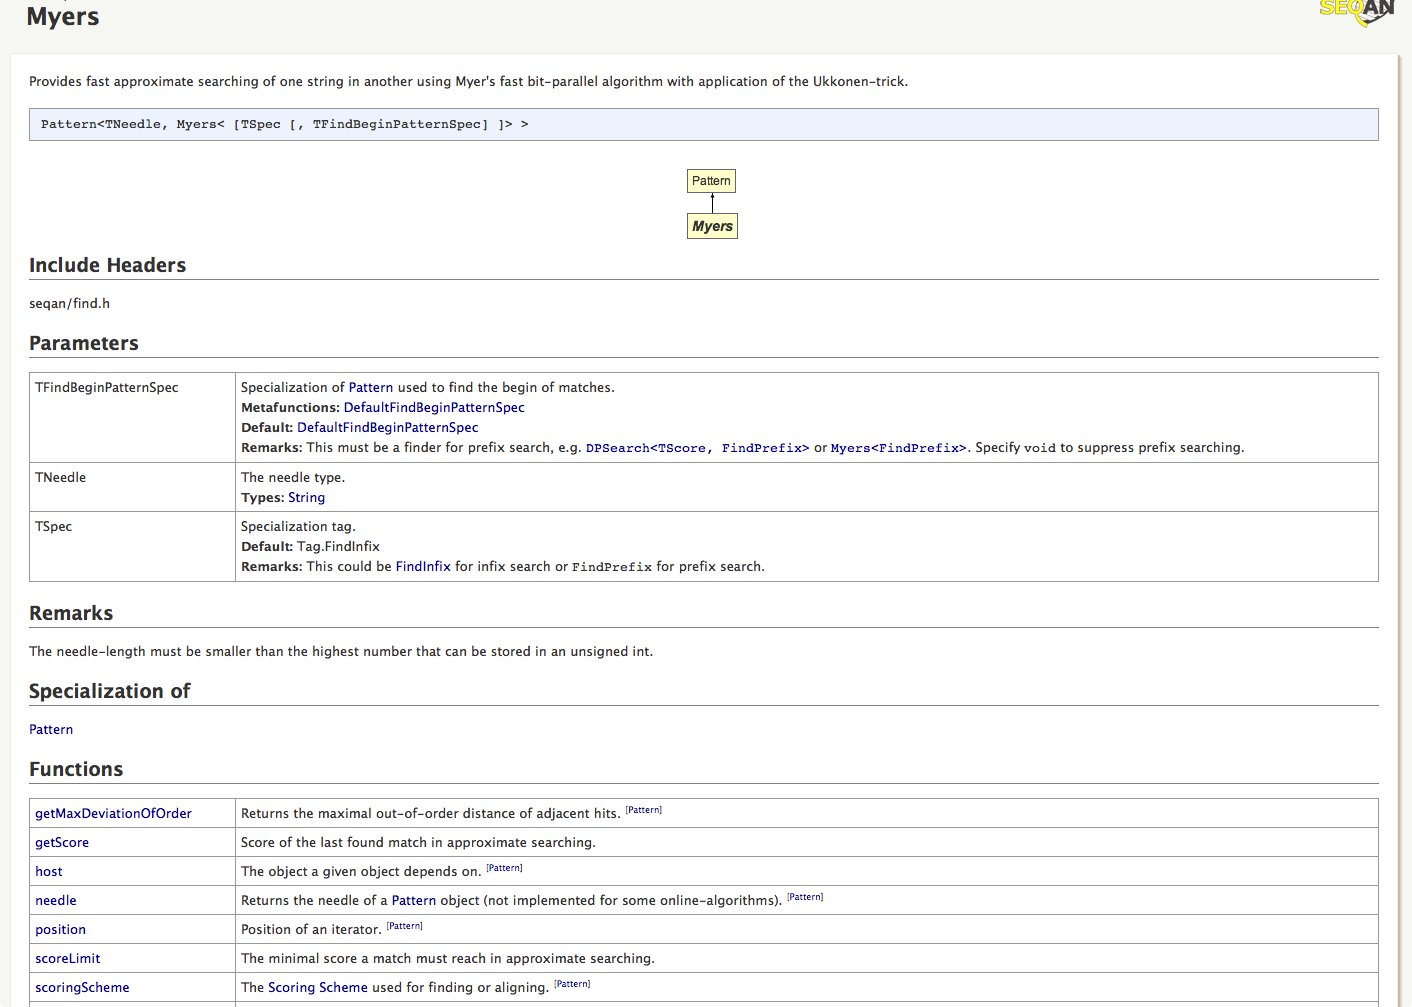 SEQAN
Myers
Provides fast approximate searching of one string in another using Myer's fast bit-parallel algorithm with application of the Ukkonen-trick.
Pattern<TNeedle, Myers< [TSpec [, TFindBeginPatternSpec] ]> >
Pattern
Myers
Include Headers
seqan/find.h
Parameters
TFindBeginPatternSpec Specialization of Pattern used to find the begin of matches.
Metafunctions: DefaultFindBeginPatternSpec
Default: DefaultFindBeginPatternSpec
Remarks: This must be a finder for prefix search, e.g. DPSearch<TScore, FindPrefix> or Myers<FindPrefix>. Specify void to suppress prefix searching.
TNeedle The needle type.
Types: String
TSpec Specialization tag.
Default: Tag.FindInfix
Remarks: This could be FindInfix for infix search or FindPrefix for prefix search.
Remarks
The needle-length must be smaller than the highest number that can be stored in an unsigned int.
Specialization of
Pattern
Functions
getMaxDeviationOfOrder Returns the maximal out-of-order distance of adjacent hits. [Pattern]
getScore Score of the last found match in approximate searching.
host The object a given object depends on. [Pattern]
needle Returns the needle of a Pattern object (not implemented for some online-algorithms). [Pattern]
position Position of an iterator. [Pattern]
scoreLimit The minimal score a match must reach in approximate searching.
scoringScheme The Scoring Scheme used for finding or aligning. [Pattern]